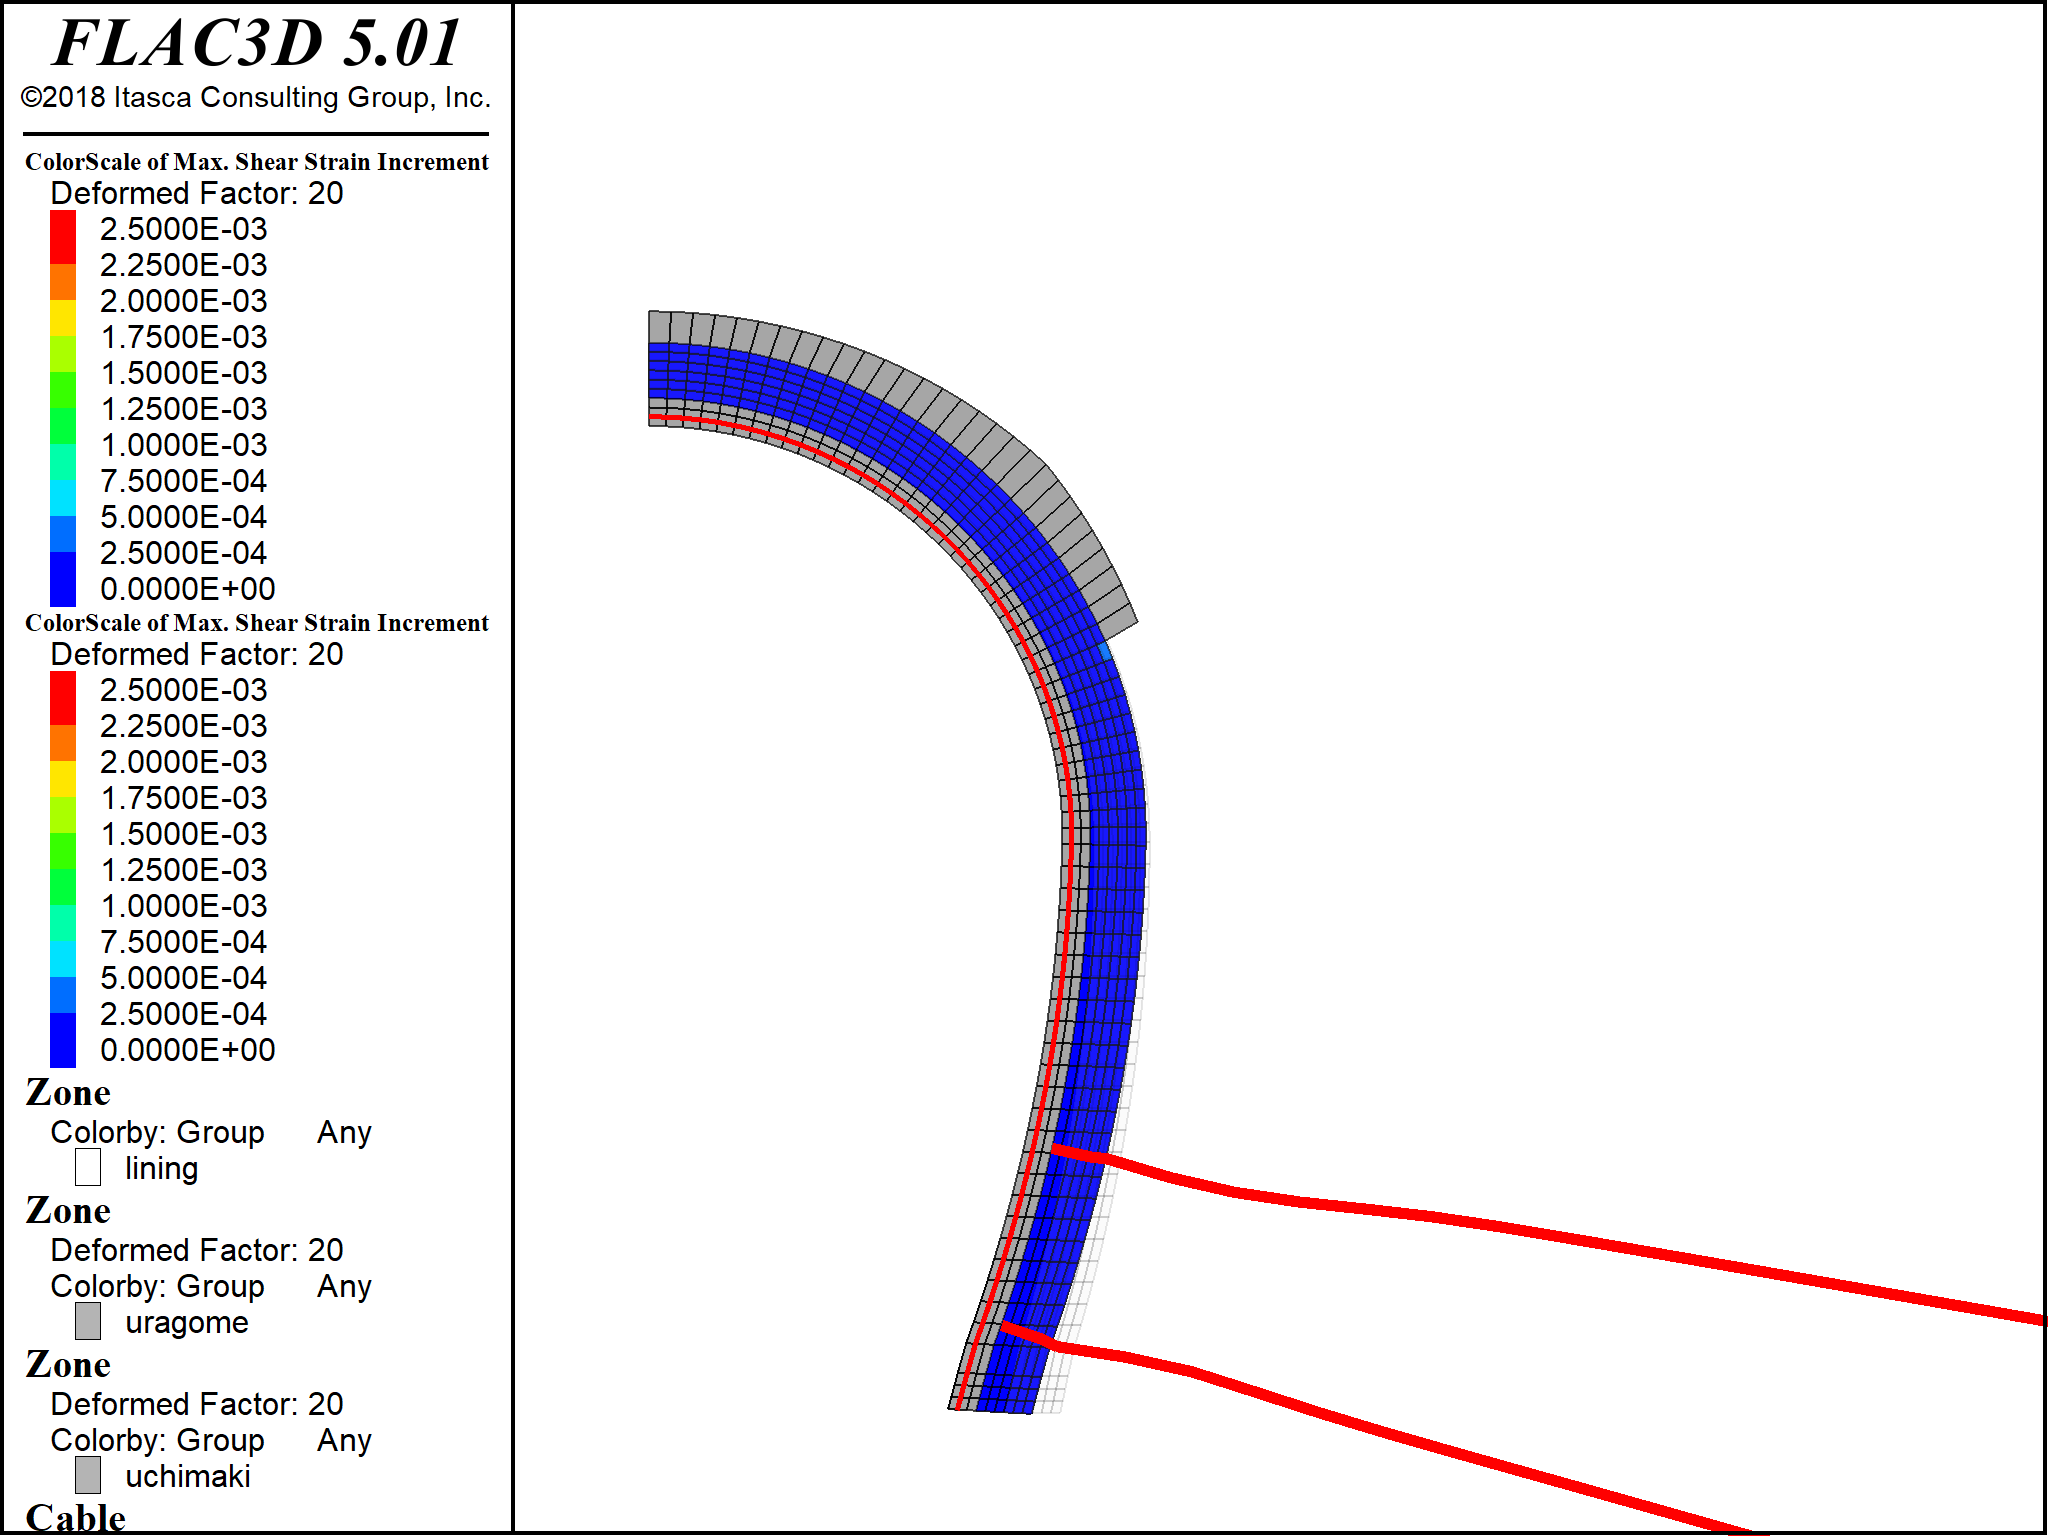 FLAC3D 5.01
©2018 Itasca Consulting Group, Inc.
ColorScale of Max. Shear Strain Increment
Deformed Factor: 20
2.5000E-03
2.2500E-03
2.0000E-03
1.7500E-03
1.5000E-03
1.2500E-03
1.0000E-03
7.5000E-04
5.0000E-04
2.5000E-04
0.0000E+00
ColorScale of Max. Shear Strain Increment
Deformed Factor: 20
2.5000E-03
2.2500E-03
2.0000E-03
1.7500E-03
1.5000E-03
1.2500E-03
1.0000E-03
7.5000E-04
5.0000E-04
2.5000E-04
0.0000E+00
Zone
Colorby: Group Any
lining
Zone
Deformed Factor: 20
Colorby: Group Any
uragome
Zone
Deformed Factor: 20
Colorby: Group Any
uchimaki
Cable